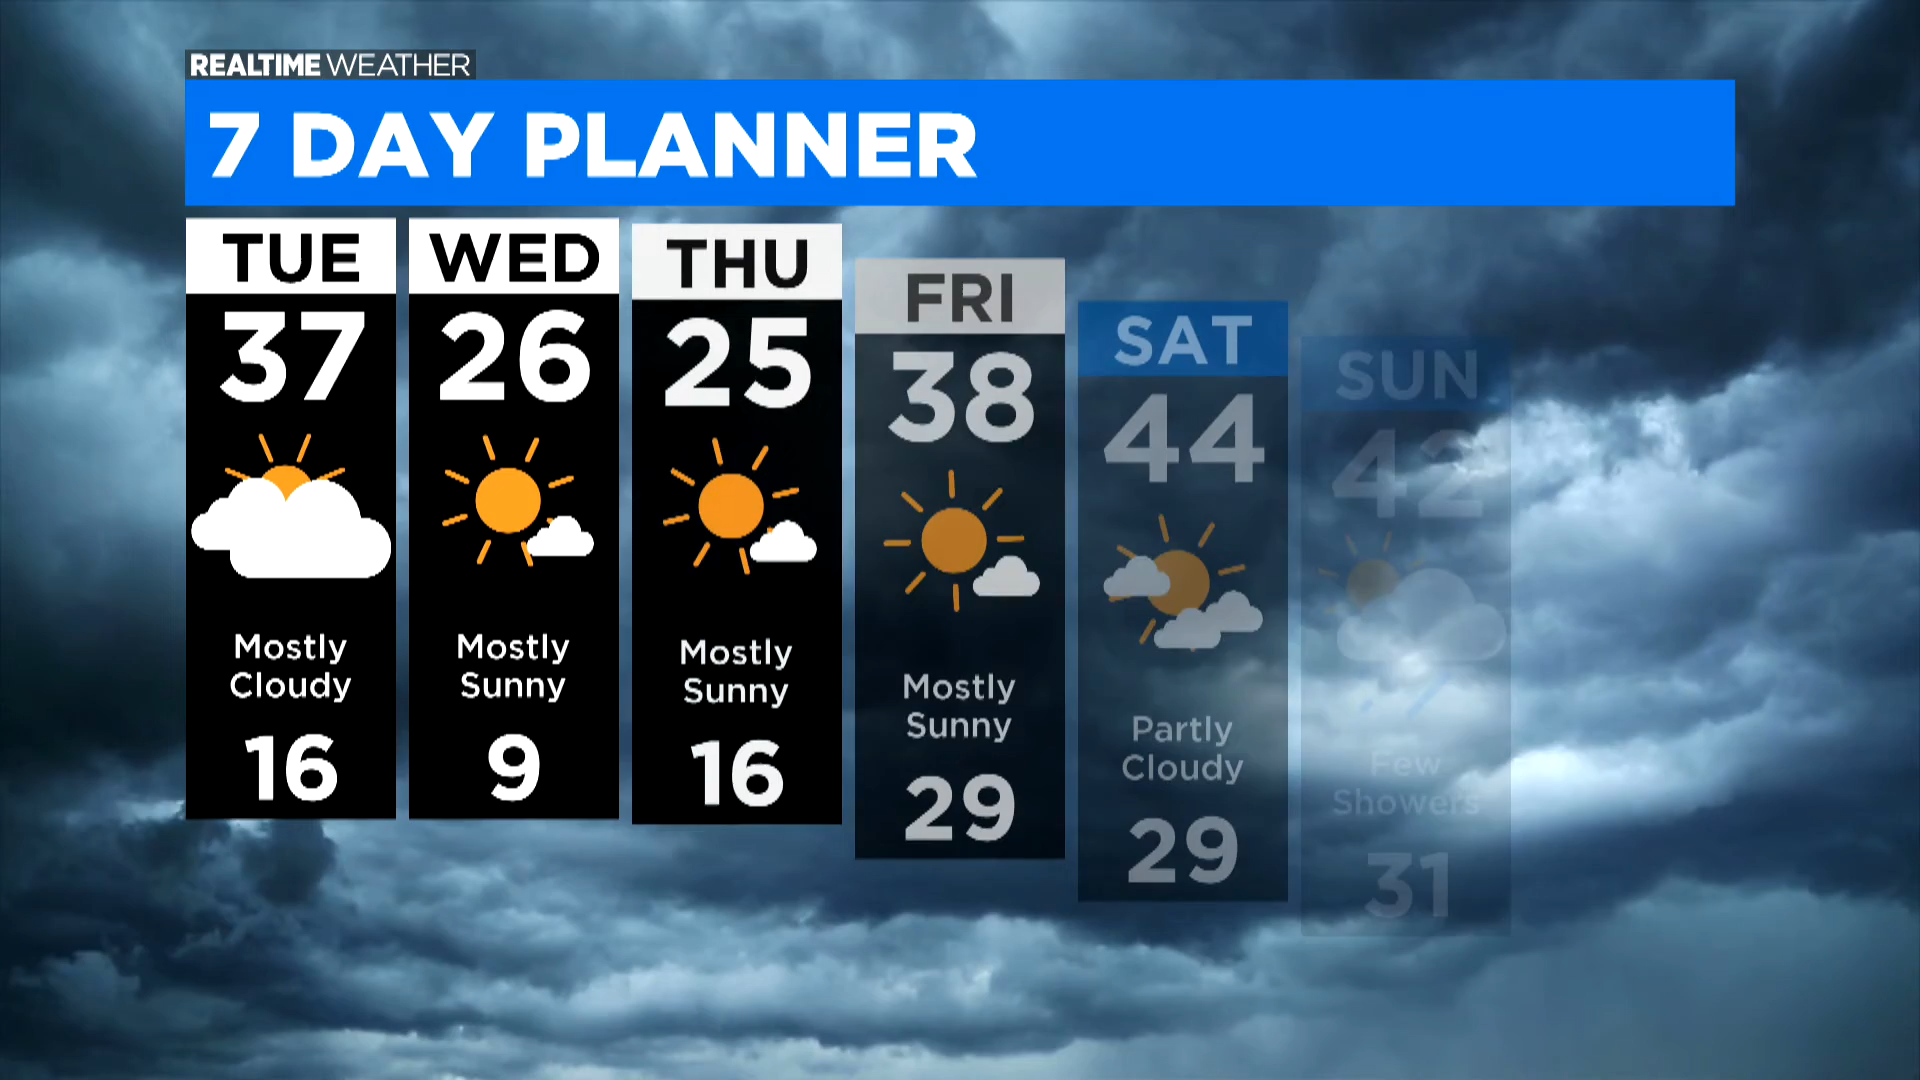 REALTIME WEATHER
7 DAY PLANNER
TUE
37
Mostly
Cloudy
16
WED
26
Mostly
Sunny
9
THU
25
Mostly
Sunny
16
FRI
38
Mostly
Sunny
29
SAT
44
Partly
Cloudy
29
SUN
42
Few
Showers
31